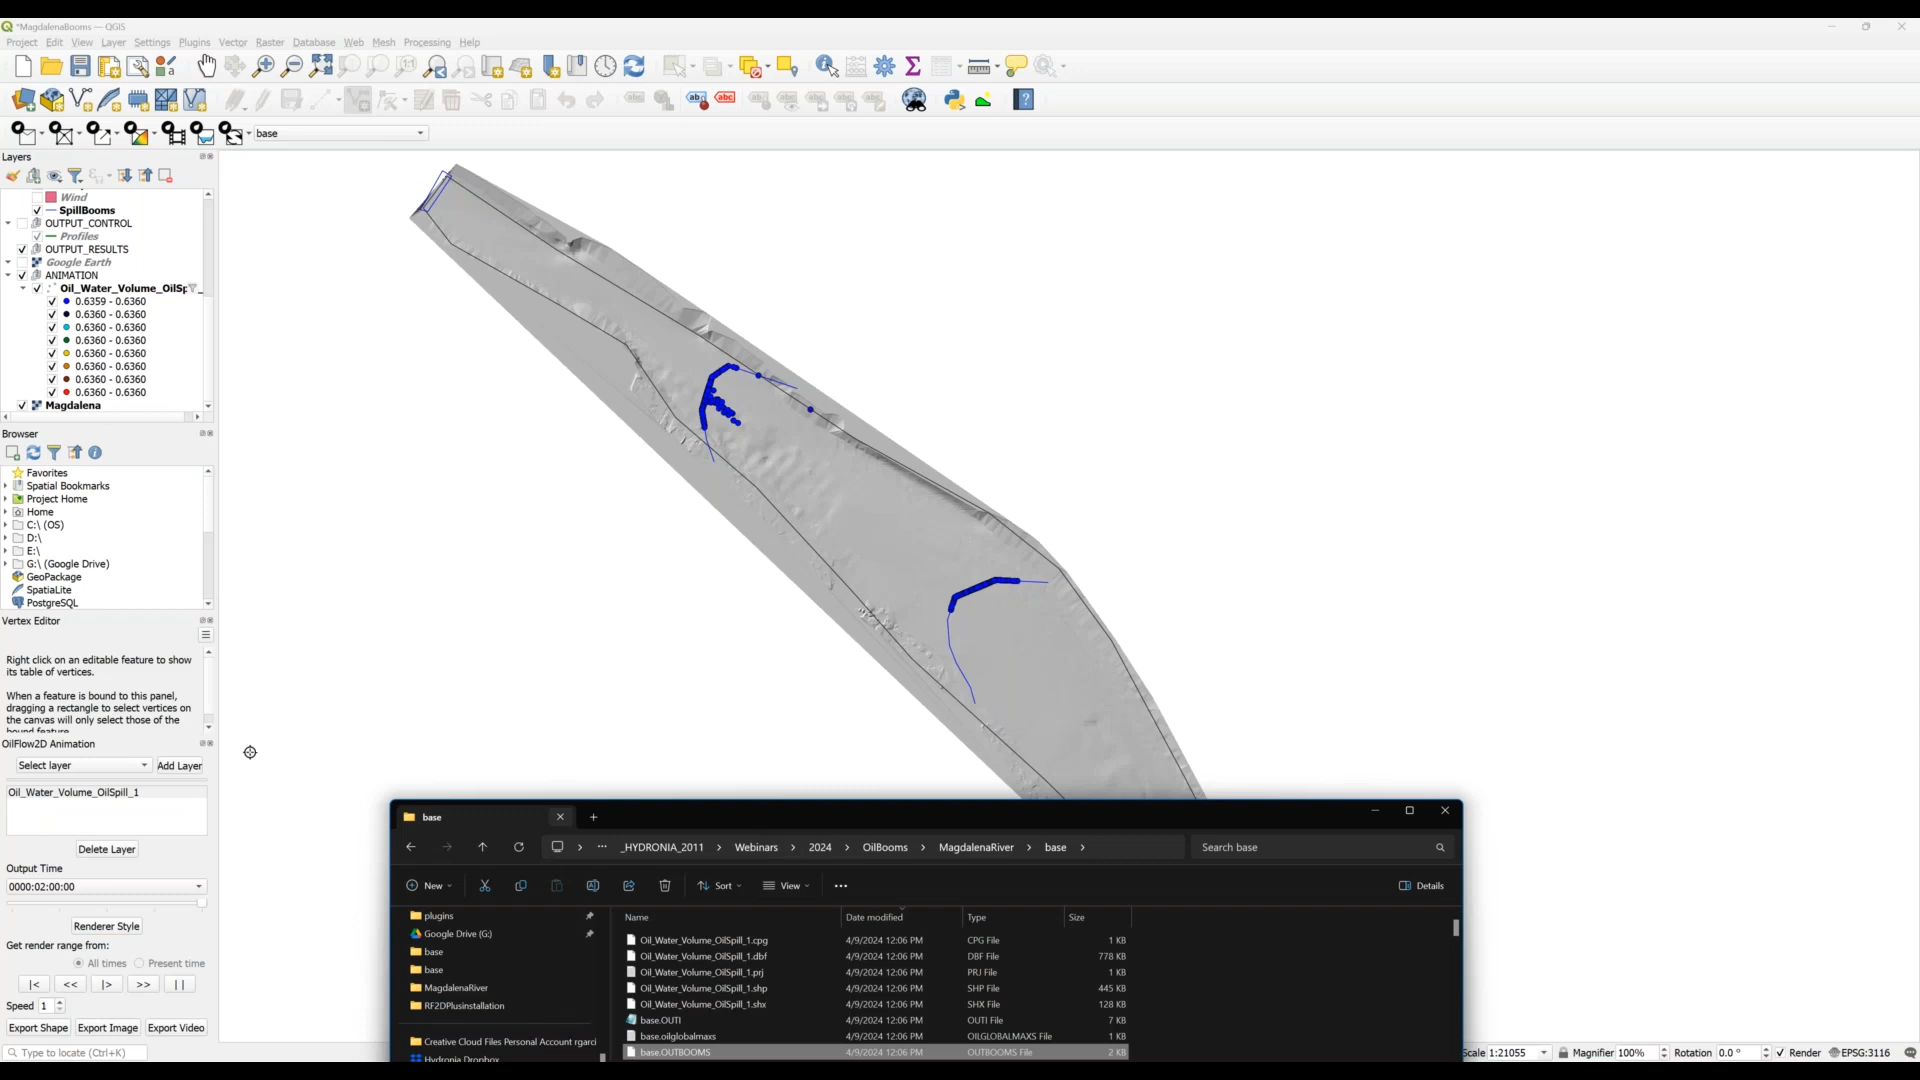 *MagdalenaBooms — QGIS
Project Edit View Layer Settings Plugins Vector Raster Database Web Mesh Processing Help
base
Layers
Wind
SpillBooms
OUTPUT_CONTROL
Profiles
OUTPUT_RESULTS
Google Earth
ANIMATION
Oil_Water_Volume_OilSp
0.6359 - 0.6360
0.6360 - 0.6360
0.6360 - 0.6360
0.6360 - 0.6360
0.6360 - 0.6360
0.6360 - 0.6360
0.6360 - 0.6360
0.6360 - 0.6360
Magdalena
Browser
Favorites
Spatial Bookmarks
Project Home
Home
C:\ (OS)
D:\
E:\
G:\ (Google Drive)
GeoPackage
SpatiaLite
PostgreSQL
Vertex Editor
Right click on an editable feature to show
its table of vertices.
When a feature is bound to this panel,
dragging a rectangle to select vertices on
the canvas will only select those of the
bound feature.
OilFlow2D Animation
Select layer Add Layer
Oil_Water_Volume_OilSpill_1
Delete Layer
Output Time
0000:02:00:00
Renderer Style
Get render range from:
All times Present time
|< << |> >> ||
Speed 1
Export Shape Export Image Export Video
Type to locate (Ctrl+K)
base
_HYDRONIA_2011 > Webinars > 2024 > OilBooms > MagdalenaRiver > base >
Search base
New Sort View ... Details
plugins
Google Drive (G:)
base
base
MagdalenaRiver
RF2DPlusinstallation
Creative Cloud Files Personal Account rgarci
Hydronia Dropbox
Name Date modified Type Size
Oil_Water_Volume_OilSpill_1.cpg 4/9/2024 12:06 PM CPG File 1 KB
Oil_Water_Volume_OilSpill_1.dbf 4/9/2024 12:06 PM DBF File 778 KB
Oil_Water_Volume_OilSpill_1.prj 4/9/2024 12:06 PM PRJ File 1 KB
Oil_Water_Volume_OilSpill_1.shp 4/9/2024 12:06 PM SHP File 445 KB
Oil_Water_Volume_OilSpill_1.shx 4/9/2024 12:06 PM SHX File 128 KB
base.OUTI 4/9/2024 12:06 PM OUTI File 7 KB
base.oilglobalmaxs 4/9/2024 12:06 PM OILGLOBALMAXS File 1 KB
base.OUTBOOMS 4/9/2024 12:06 PM OUTBOOMS File 2 KB
Scale 1:21055 Magnifier 100% Rotation 0.0 ° Render EPSG:3116